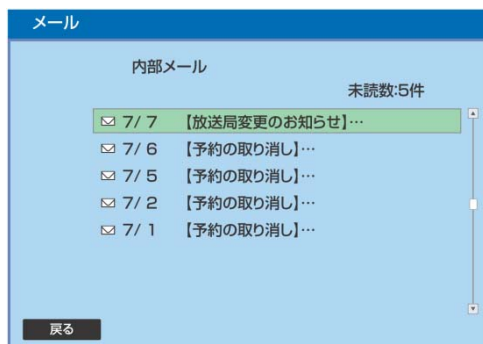 メール
内部メール
未読数:5件
7/ 7 【放送局変更のお知らせ】…
7/ 6 【予約の取り消し】…
7/ 5 【予約の取り消し】…
7/ 2 【予約の取り消し】…
7/ 1 【予約の取り消し】…
戻る